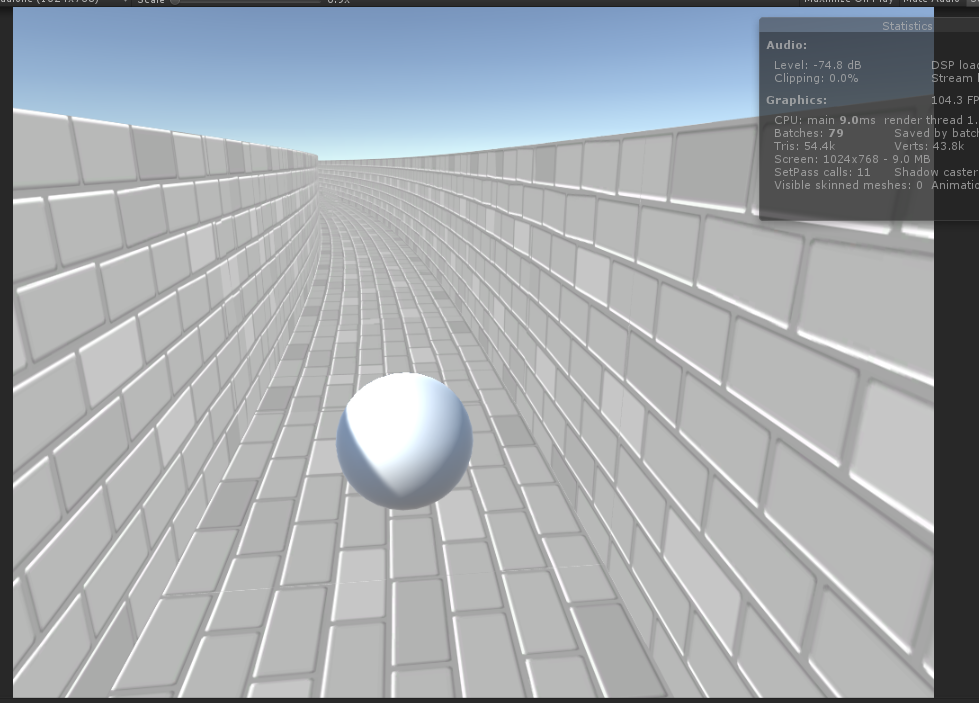 Statistics
Audio:
Level: -74.8 dB DSP loa
Clipping: 0.0% Stream
Graphics: 104.3 FP
CPU: main 9.0ms render thread 1.
Batches: 79 Saved by batc
Tris: 54.4k Verts: 43.8k
Screen: 1024x768 - 9.0 MB
SetPass calls: 11 Shadow caster
Visible skinned meshes: 0 Animatio